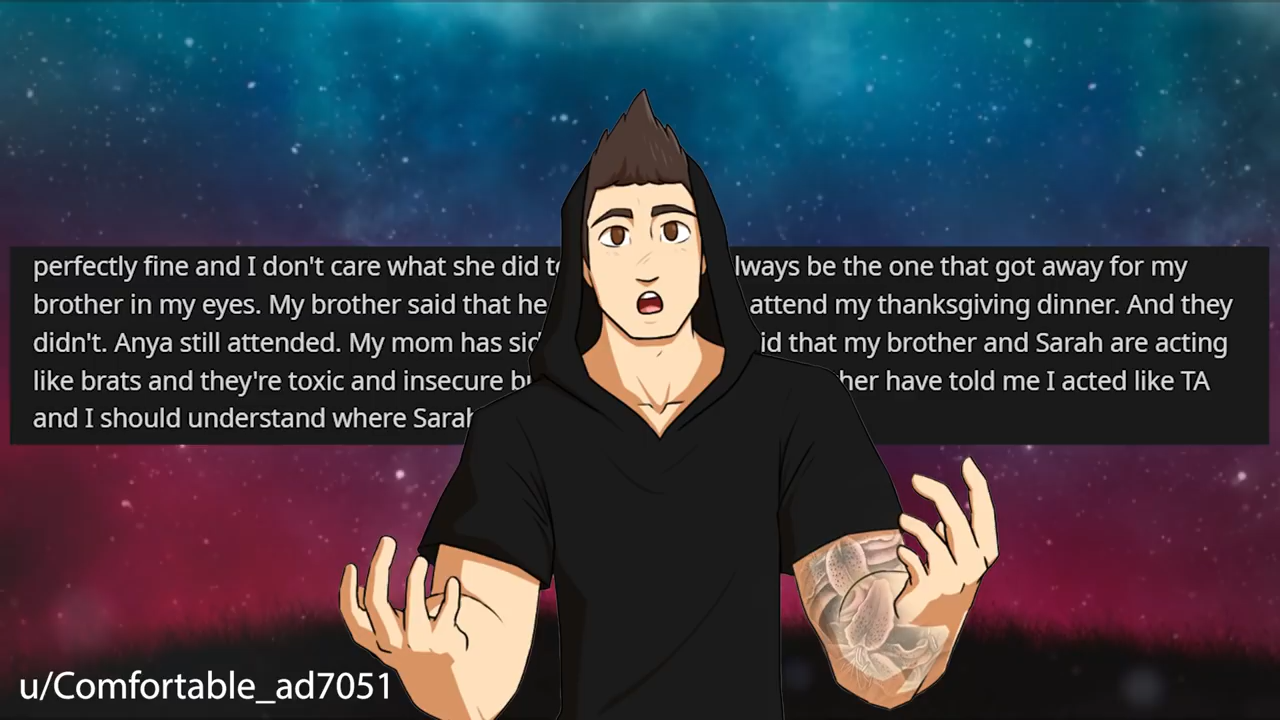 perfectly fine and I don't care what she did lways be the one that got away for my
brother in my eyes. My brother said that he attend my thanksgiving dinner. And they
didn't. Anya still attended. My mom has sid id that my brother and Sarah are acting
like brats and they're toxic and insecure b her have told me I acted like TA
and I should understand where Sarah
u/Comfortable_ad7051